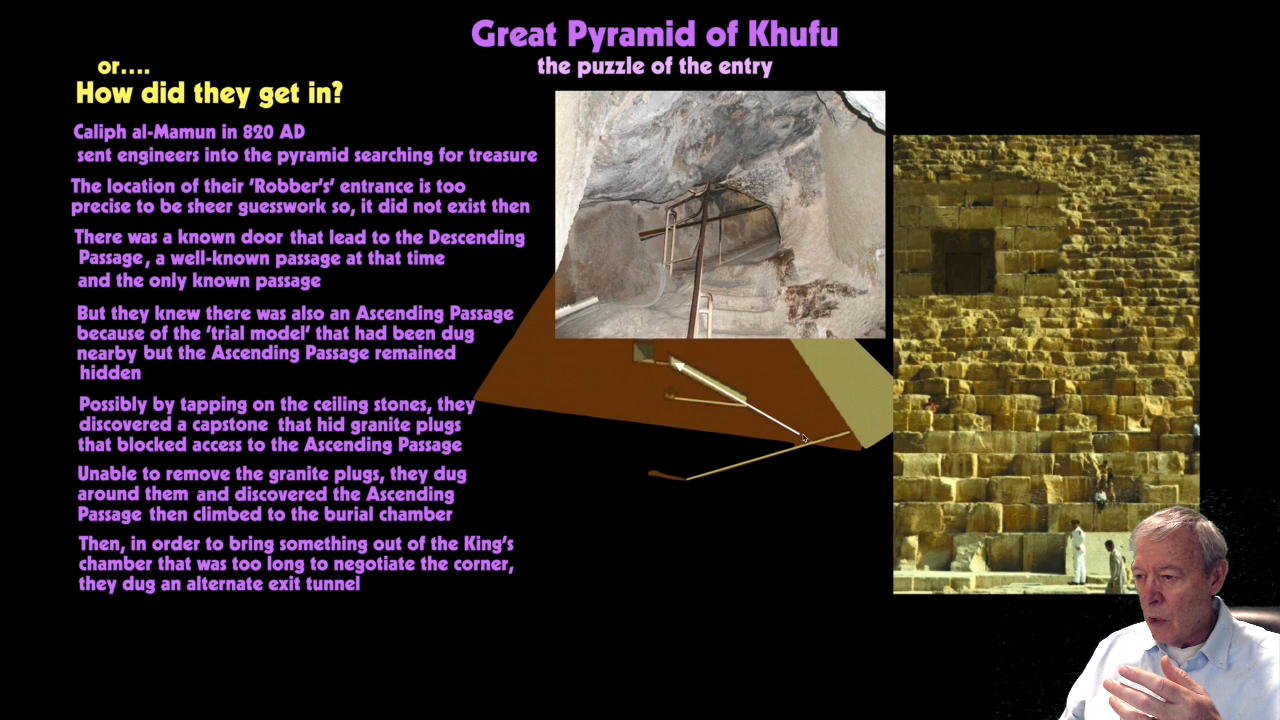 Great Pyramid of Khufu
the puzzle of the entry
or....
How did they get in?
Caliph al-Mamun in 820 AD
sent engineers into the pyramid searching for treasure
The location of their 'Robber's' entrance is too
precise to be sheer guesswork so, it did not exist then
There was a known door that lead to the Descending
Passage, a well-known passage at that time
and the only known passage
But they knew there was also an Ascending Passage
because of the 'trial model' that had been dug
nearby but the Ascending Passage remained
hidden
Possibly by tapping on the ceiling stones, they
discovered a capstone that hid granite plugs
that blocked access to the Ascending Passage
Unable to remove the granite plugs, they dug
around them and discovered the Ascending
Passage then climbed to the burial chamber
Then, in order to bring something out of the King's
chamber that was too long to negotiate the corner,
they dug an alternate exit tunnel